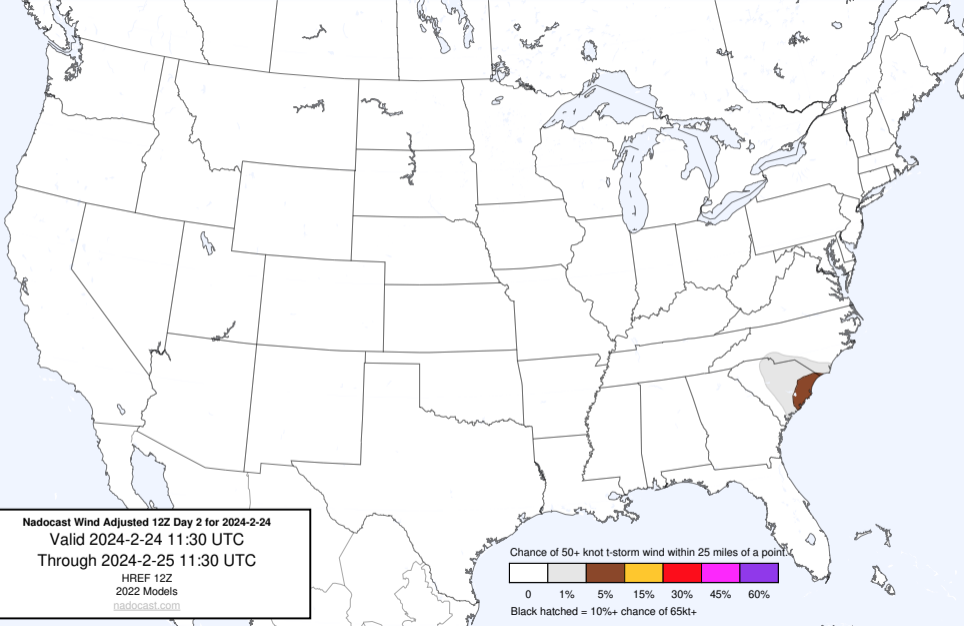 Nadocast Wind Adjusted 12Z Day 2 for 2024-2-24
Valid 2024-2-24 11:30 UTC
Through 2024-2-25 11:30 UTC
HREF 12Z
2022 Models
nadocast.com
Chance of 50+ knot t-storm wind within 25 miles of a point.
0 1% 5% 15% 30% 45% 60%
Black hatched = 10%+ chance of 65kt+